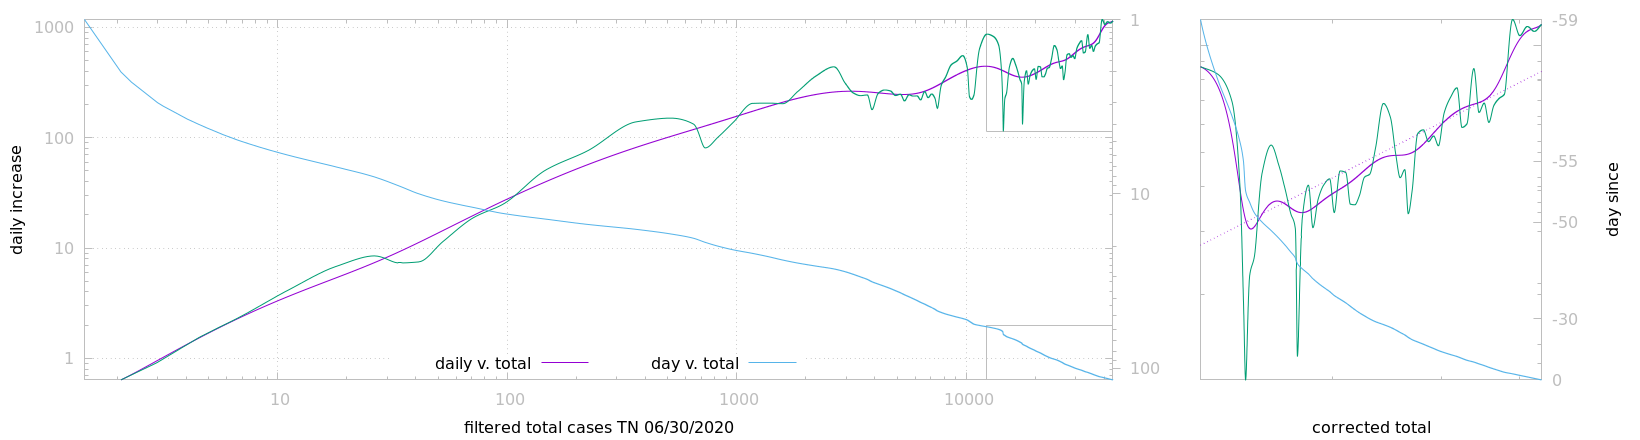 1000
100
10
1
daily increase
10
100
1000
10000
filtered total cases TN 06/30/2020
daily v. total
day v. total
1
10
100
-59
-55
-50
-30
0
day since
corrected total